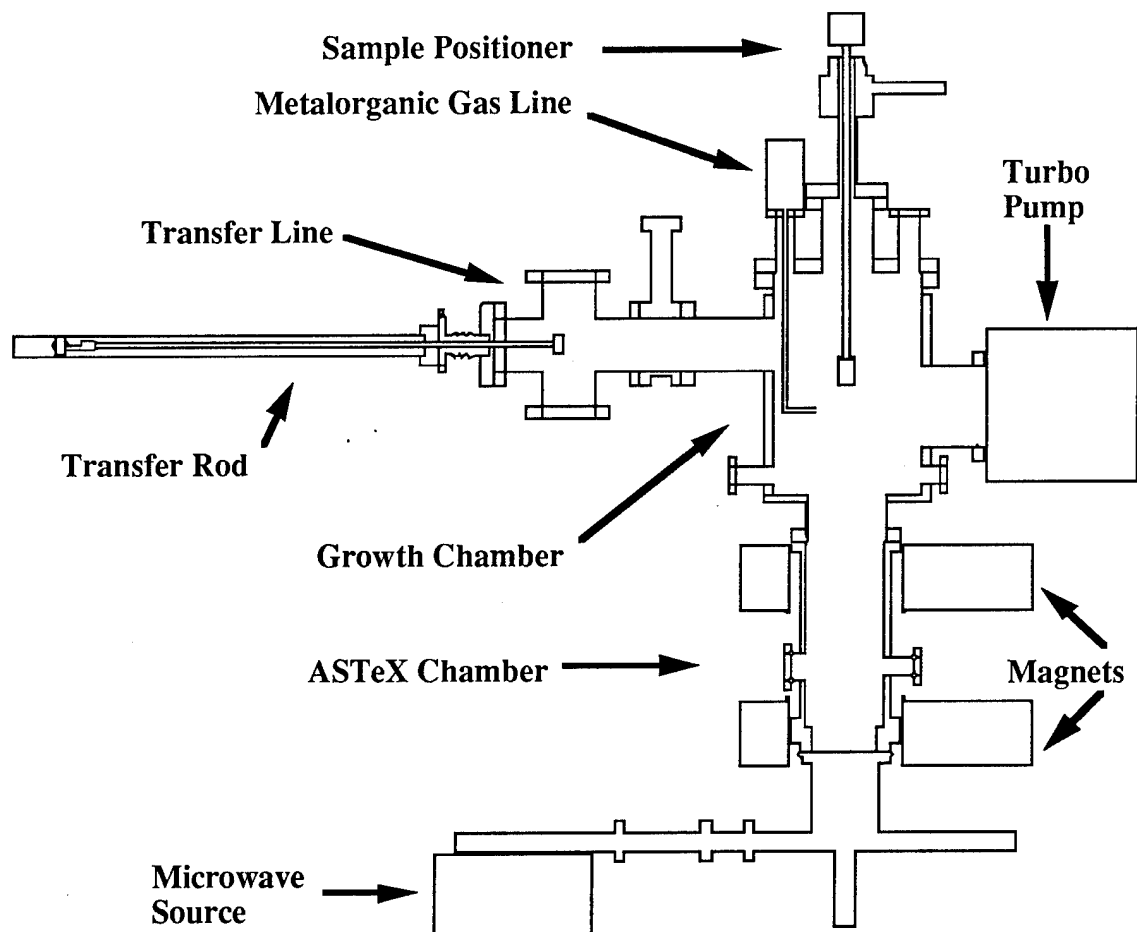 Sample Positioner
Metalorganic Gas Line
Turbo
Pump
Transfer Line
Transfer Rod
Growth Chamber
ASTeX Chamber
Magnets
Microwave
Source